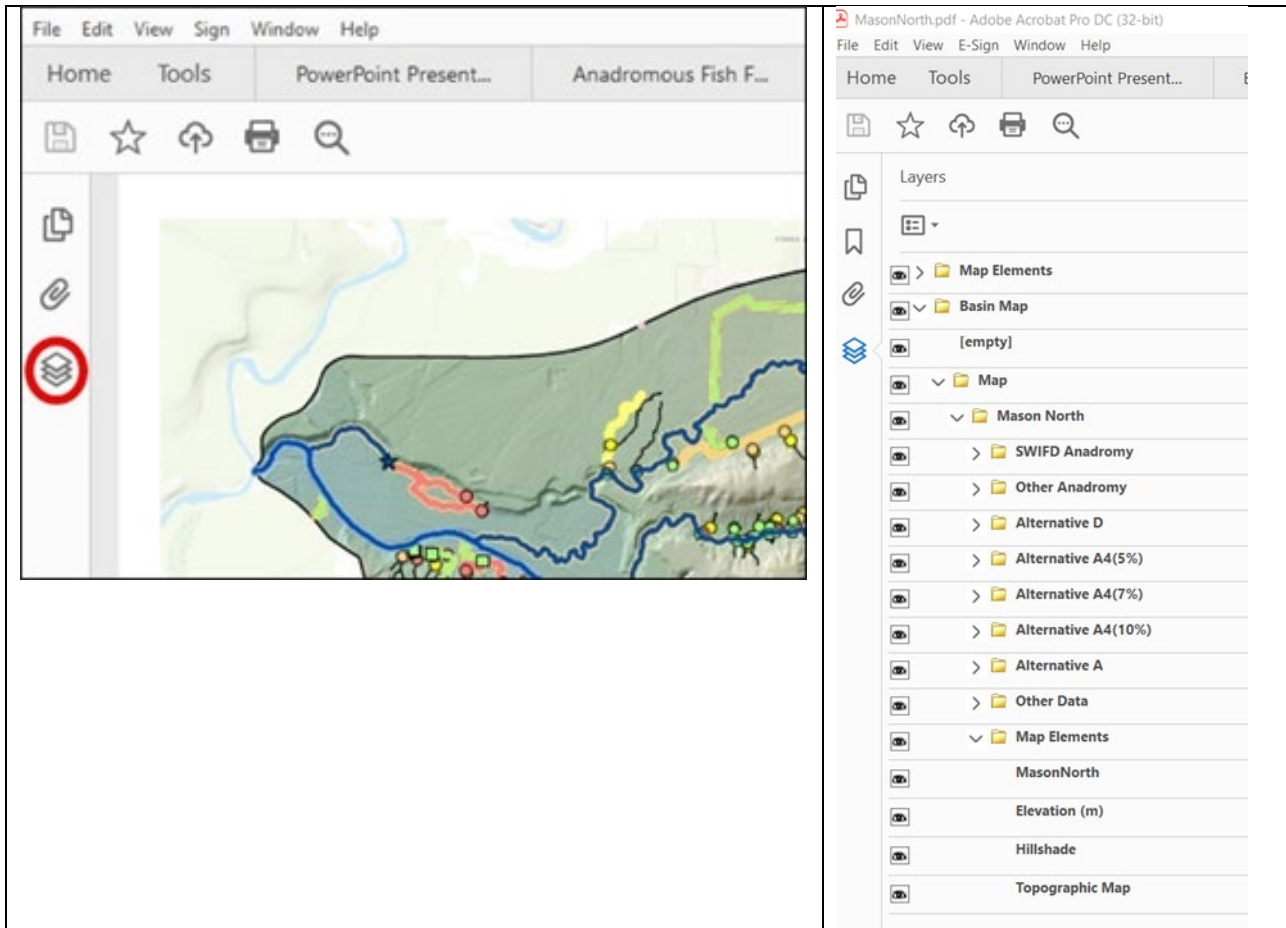 File Edit View Sign Window Help
Home Tools PowerPoint Present... Anadromous Fish F...
MasonNorth.pdf - Adobe Acrobat Pro DC (32-bit)
File Edit View E-Sign Window Help
Home Tools PowerPoint Present...
Layers
Map Elements
Basin Map
[empty]
Map
Mason North
SWIFD Anadromy
Other Anadromy
Alternative D
Alternative A4(5%)
Alternative A4(7%)
Alternative A4(10%)
Alternative A
Other Data
Map Elements
MasonNorth
Elevation (m)
Hillshade
Topographic Map